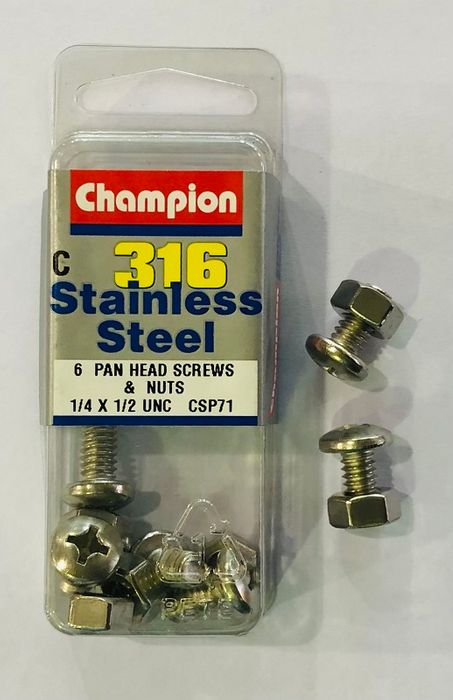 Champion
C 316
Stainless
Steel
6 PAN HEAD SCREWS
& NUTS
1/4 X 1/2 UNC CSP71